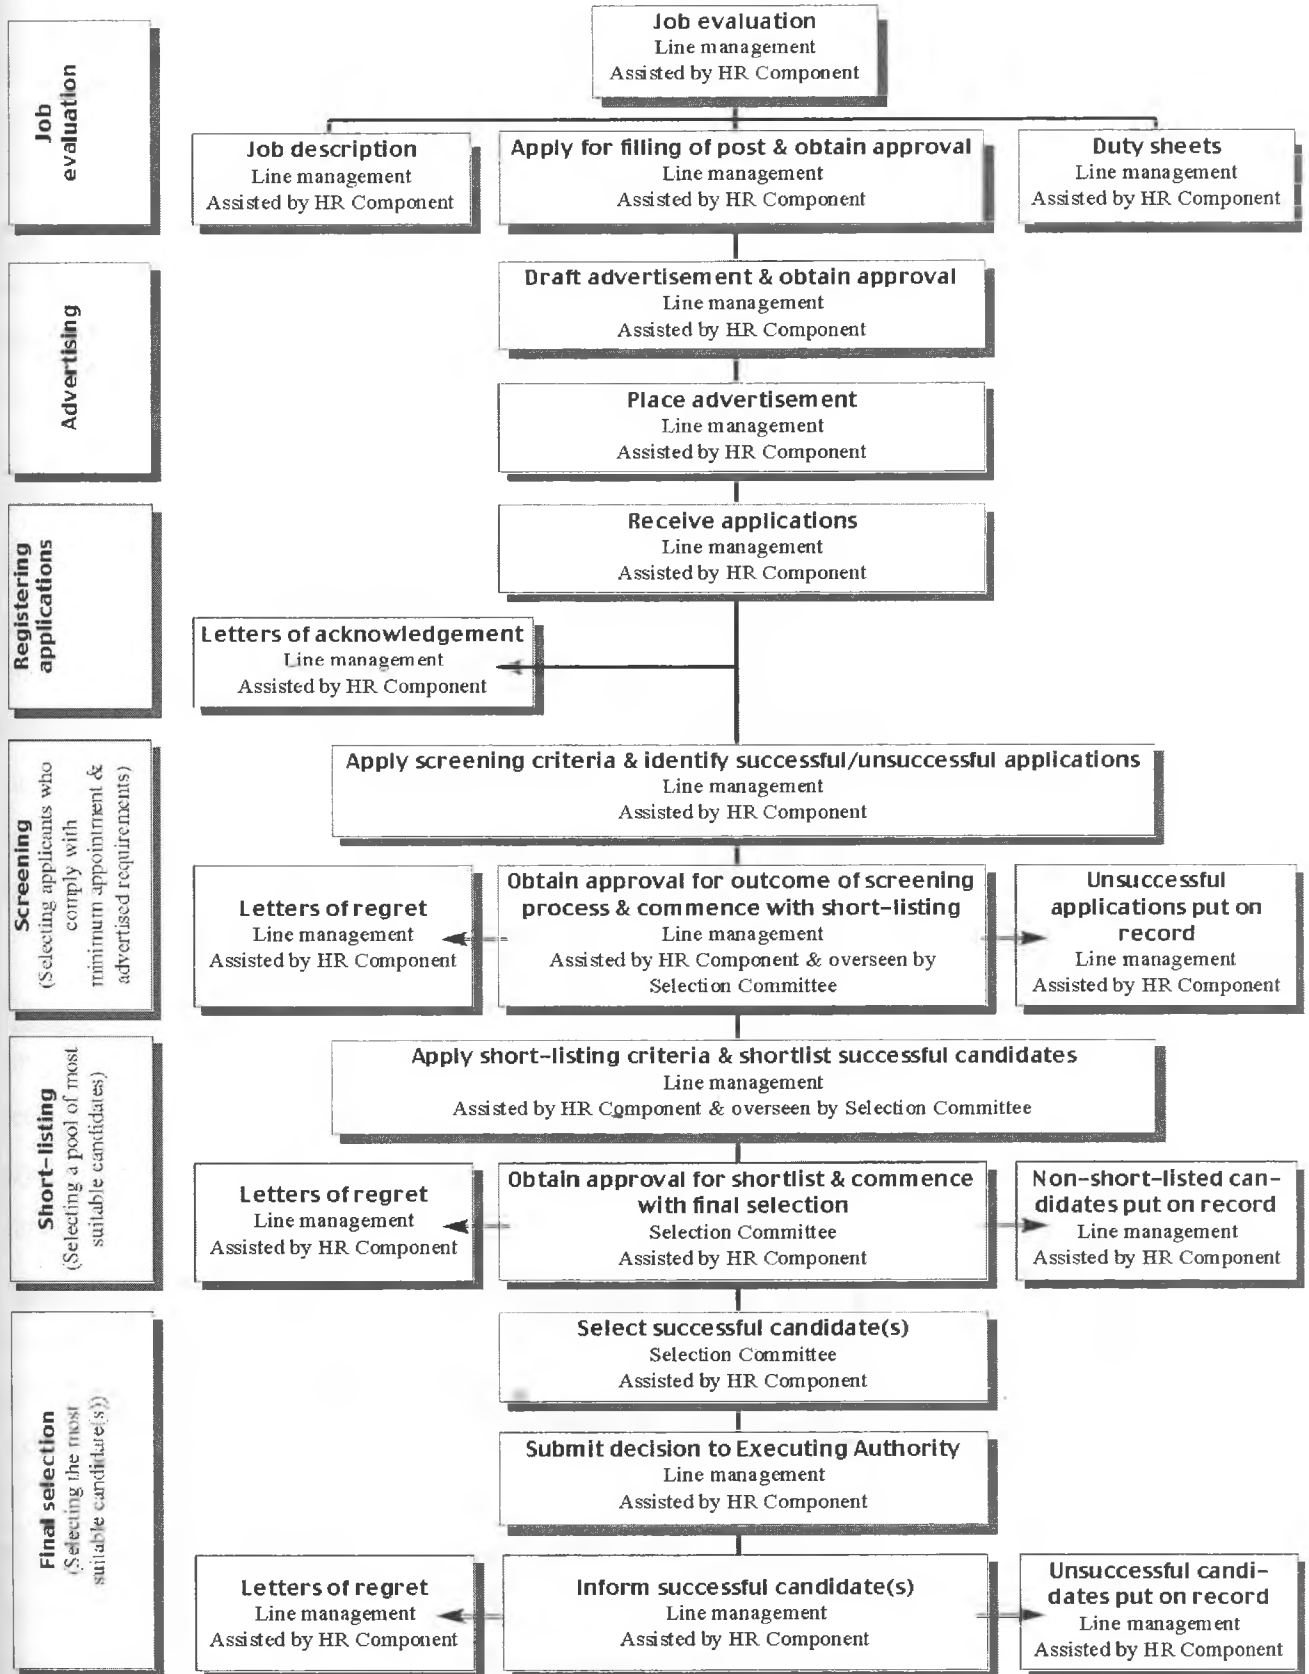 Job
evaluation
Job evaluation
Line management
Assisted by HR Component
Job description
Line management
Assisted by HR Component
Apply for filling of post & obtain approval
Line management
Assisted by HR Component
Duty sheets
Line management
Assisted by HR Component
Advertising
Draft advertisement & obtain approval
Line management
Assisted by HR Component
Place advertisement
Line management
Assisted by HR Component
Registering
applications
Receive applications
Line management
Assisted by HR Component
Letters of acknowledgement
Line management
Assisted by HR Component
Screening
(Selecting applicants who
comply with
minimum appointment &
advertised requirements)
Apply screening criteria & identify successful/unsuccessful applications
Line management
Assisted by HR Component
Letters of regret
Line management
Assisted by HR Component
Obtain approval for outcome of screening
process & commence with short-listing
Line management
Assisted by HR Component & overseen by
Selection Committee
Unsuccessful
applications put on
record
Line management
Assisted by HR Component
Short-listing
(Selecting a pool of most
suitable candidates)
Apply short-listing criteria & shortlist successful candidates
Line management
Assisted by HR Component & overseen by Selection Committee
Letters of regret
Line management
Assisted by HR Component
Obtain approval for shortlist & commence
with final selection
Selection Committee
Assisted by HR Component
Non-short-listed can-
didates put on record
Line management
Assisted by HR Component
Final selection
(Selecting the most
suitable candidate(s))
Select successful candidate(s)
Selection Committee
Assisted by HR Component
Submit decision to Executing Authority
Line management
Assisted by HR Component
Letters of regret
Line management
Assisted by HR Component
Inform successful candidate(s)
Line management
Assisted by HR Component
Unsuccessful candi-
dates put on record
Line management
Assisted by HR Component